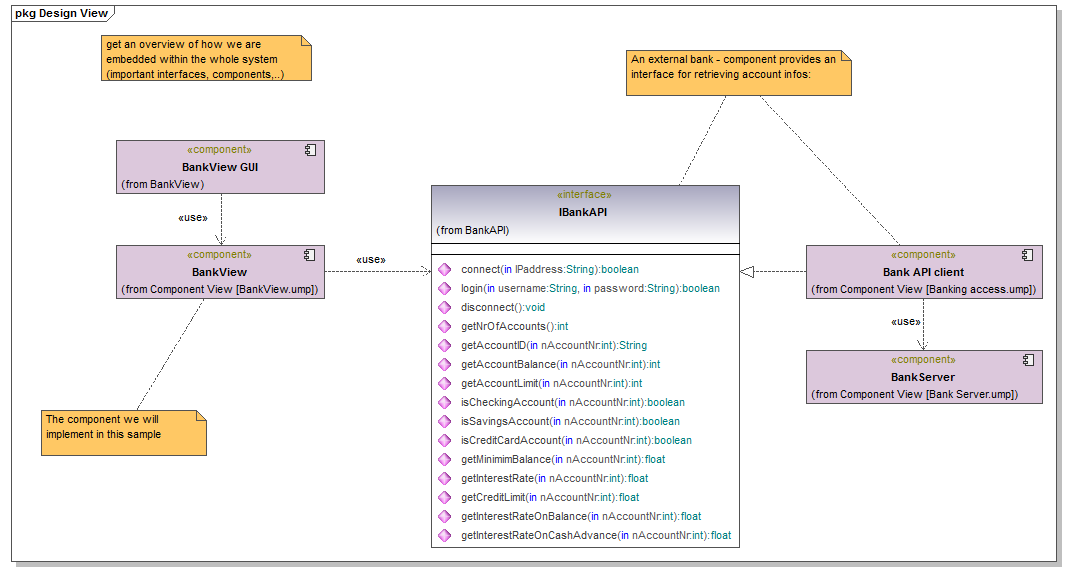 pkg Design View
get an overview of how we are
embedded within the whole system
(important interfaces, components,..)
An external bank - component provides an
interface for retrieving account infos:
«component»
BankView GUI
(from BankView)
«use»
«component»
BankView
(from Component View [BankView.ump])
«use»
The component we will
implement in this sample
«interface»
IBankAPI
(from BankAPI)
connect(in IPaddress:String):boolean
login(in username:String, in password:String):boolean
disconnect():void
getNrOfAccounts():int
getAccountID(in nAccountNr:int):String
getAccountBalance(in nAccountNr:int):int
getAccountLimit(in nAccountNr:int):int
isCheckingAccount(in nAccountNr:int):boolean
isSavingsAccount(in nAccountNr:int):boolean
isCreditCardAccount(in nAccountNr:int):boolean
getMinimimBalance(in nAccountNr:int):float
getInterestRate(in nAccountNr:int):float
getCreditLimit(in nAccountNr:int):float
getInterestRateOnBalance(in nAccountNr:int):float
getInterestRateOnCashAdvance(in nAccountNr:int):float
«component»
Bank API client
(from Component View [Banking access.ump])
«use»
«component»
BankServer
(from Component View [Bank Server.ump])